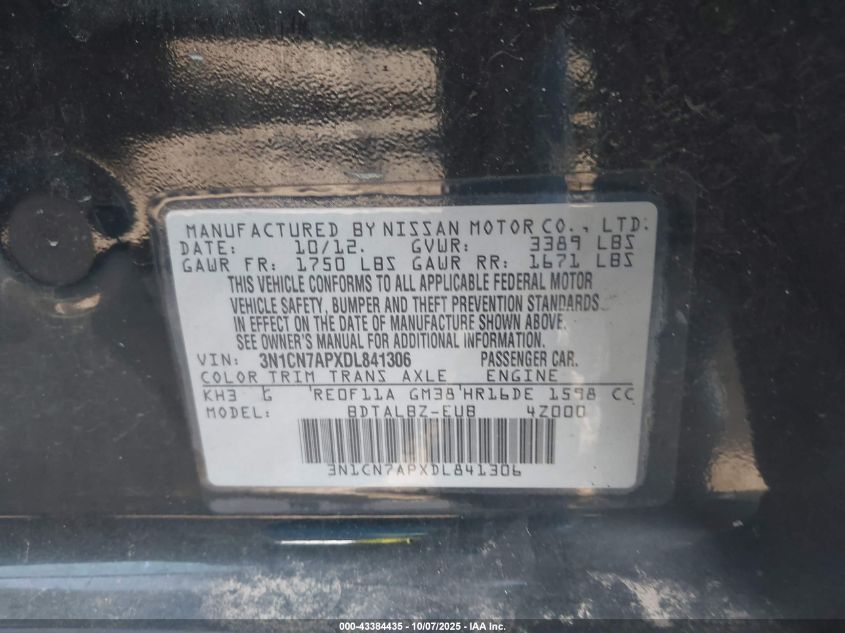 MANUFACTURED BY NISSAN MOTOR CO., LTD.
DATE: 10/12. GVWR: 3389 LBS
GAWR FR: 1750 LBS GAWR RR: 1671 LBS
THIS VEHICLE CONFORMS TO ALL APPLICABLE FEDERAL MOTOR
VEHICLE SAFETY, BUMPER AND THEFT PREVENTION STANDARDS
IN EFFECT ON THE DATE OF MANUFACTURE SHOWN ABOVE.
SEE OWNER'S MANUAL FOR ADDITIONAL INFORMATION.
VIN: 3N1CN7APXDL841306 PASSENGER CAR.
COLOR TRIM TRANS AXLE ENGINE
KH3 G RE0F11A GM38 HR16DE 1598 CC
MODEL: BDTALBZ-EUB 4Z000
3N1CN7APXDL841306
000-43384435 - 10/07/2025 - IAA Inc.